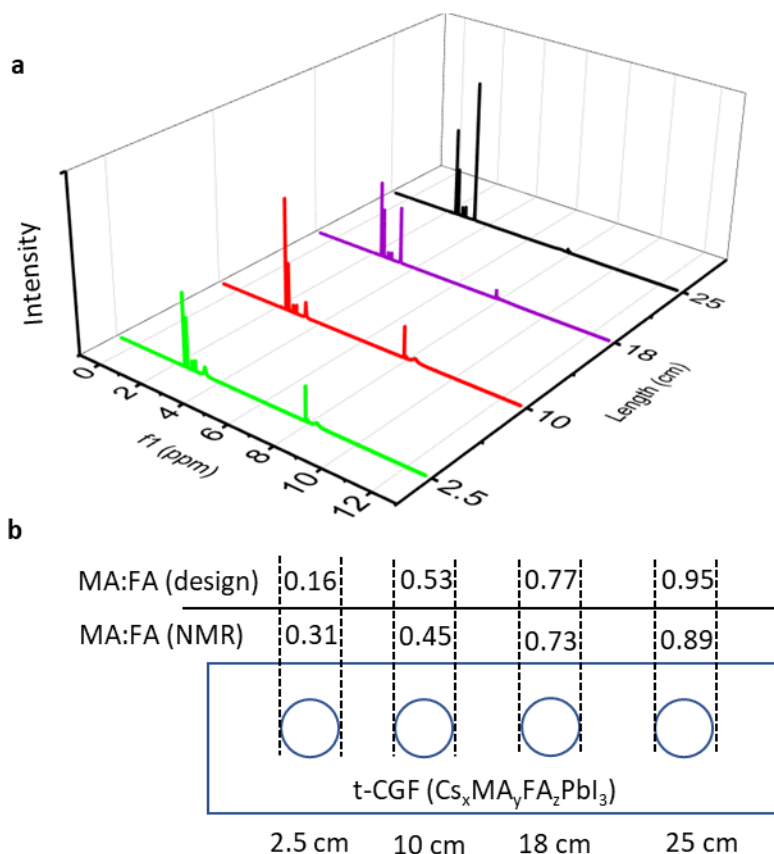 a
Intensity
0
2
4
6
8
10
12
f1 (ppm)
2.5
10
18
25
Length (cm)
b
MA:FA (design) 0.16 0.53 0.77 0.95
MA:FA (NMR) 0.31 0.45 0.73 0.89
t-CGF (CsₓMAᵧFA_zPbI₃)
2.5 cm 10 cm 18 cm 25 cm